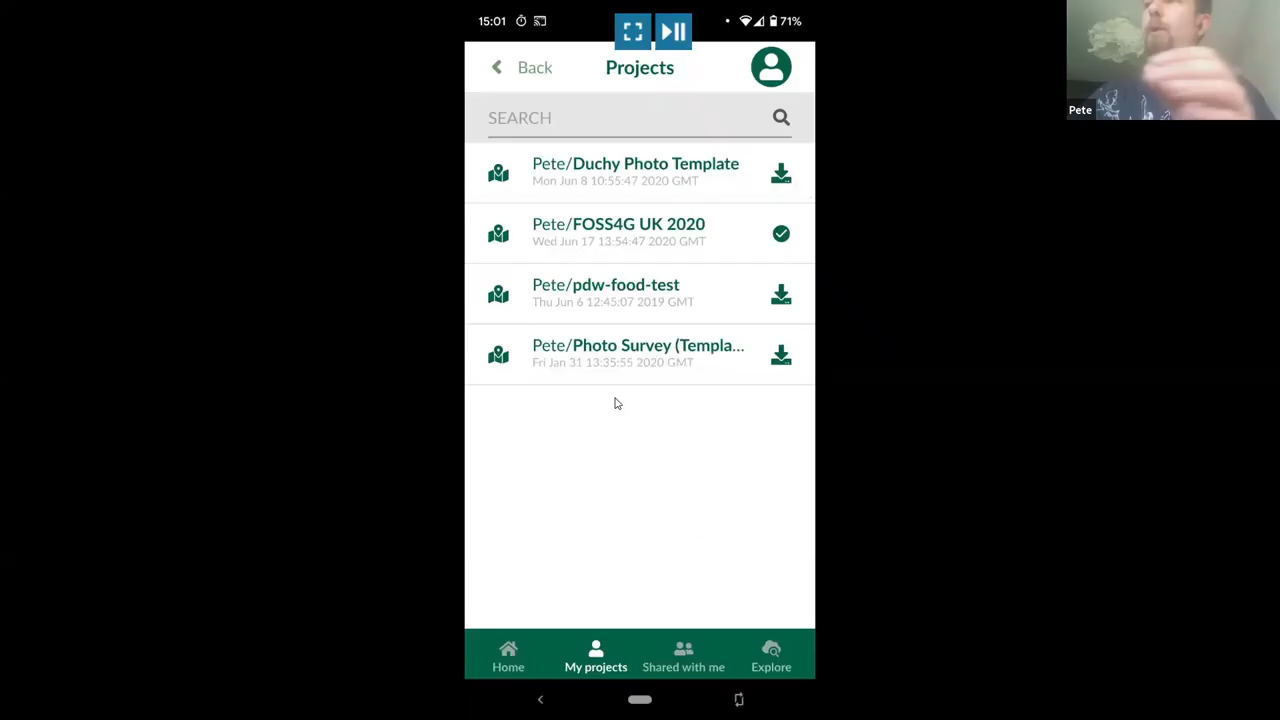 15:01
71%
Back
Projects
Pete
SEARCH
Pete/Duchy Photo Template
Mon Jun 8 10:55:47 2020 GMT
Pete/FOSS4G UK 2020
Wed Jun 17 13:54:47 2020 GMT
Pete/pdw-food-test
Thu Jun 6 12:45:07 2019 GMT
Pete/Photo Survey (Templa...
Fri Jan 31 13:35:55 2020 GMT
Home
My projects
Shared with me
Explore